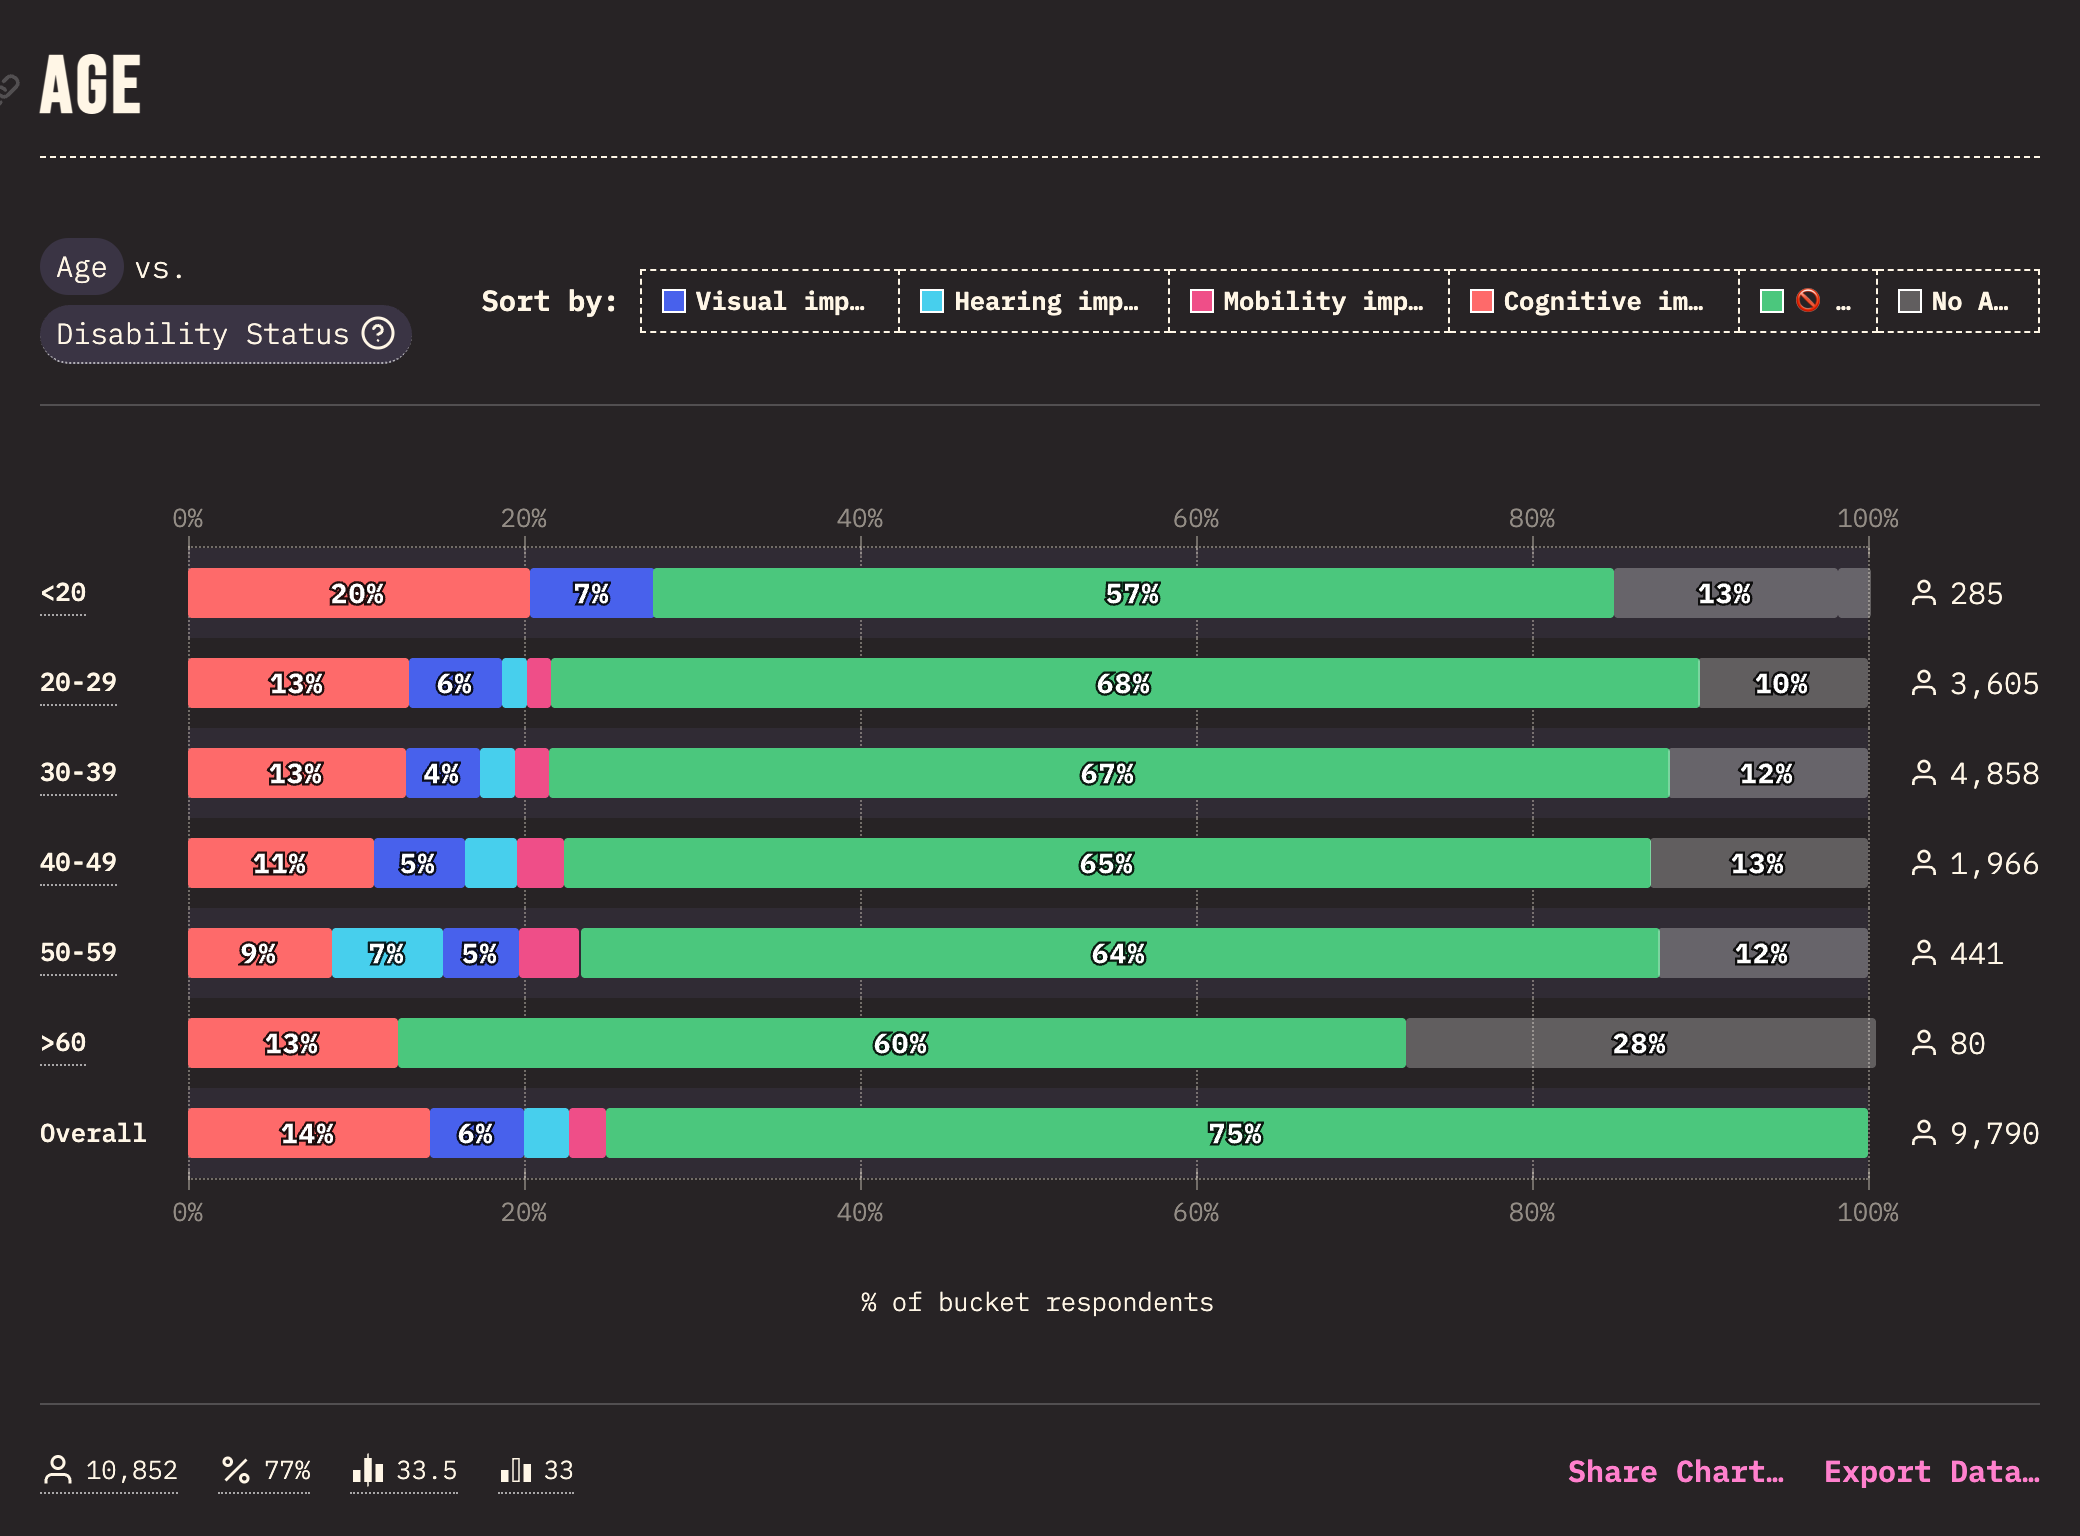 AGE
Age vs.
Disability Status
Sort by: Visual imp… Hearing imp… Mobility imp… Cognitive im… 🚫 … No A…
0% 20% 40% 60% 80% 100%
<20 20% 7% 57% 13% 285
20-29 13% 6% 68% 10% 3,605
30-39 13% 4% 67% 12% 4,858
40-49 11% 5% 65% 13% 1,966
50-59 9% 7% 5% 64% 12% 441
>60 13% 60% 28% 80
Overall 14% 6% 75% 9,790
0% 20% 40% 60% 80% 100%
% of bucket respondents
10,852 77% 33.5 33 Share Chart… Export Data…